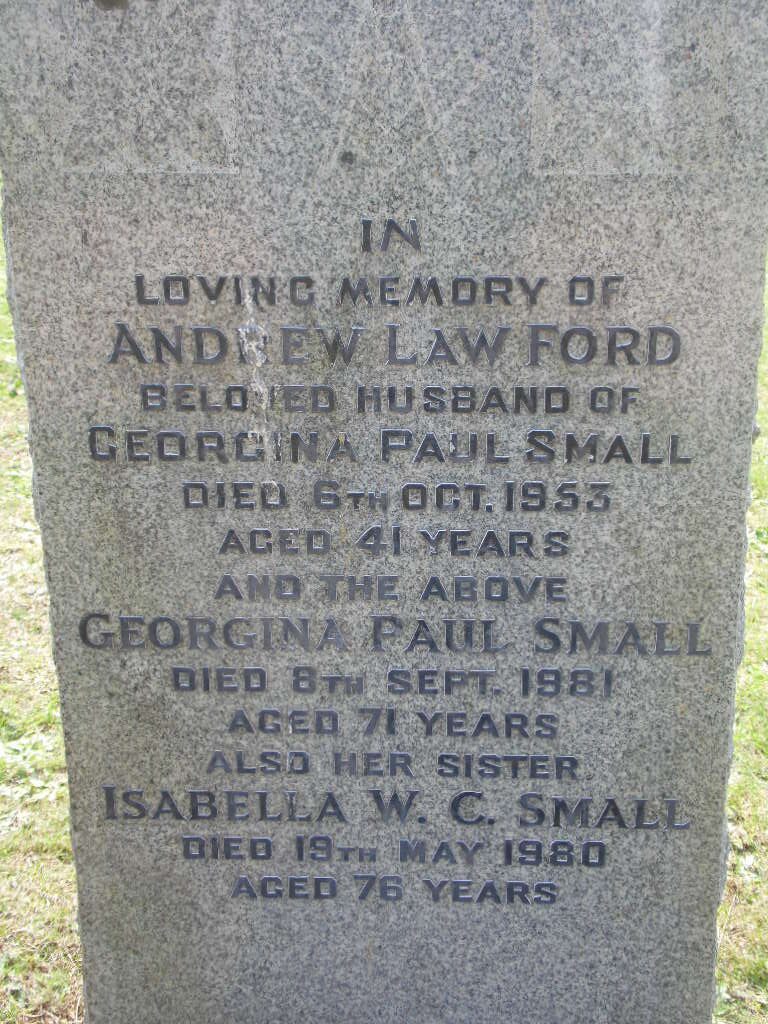 IN
LOVING MEMORY OF
ANDREW LAW FORD
BELOVED HUSBAND OF
GEORGINA PAUL SMALL
DIED 6TH OCT. 1953
AGED 41 YEARS
AND THE ABOVE
GEORGINA PAUL SMALL
DIED 8TH SEPT. 1981
AGED 71 YEARS
ALSO HER SISTER
ISABELLA W. C. SMALL
DIED 19TH MAY 1980
AGED 76 YEARS